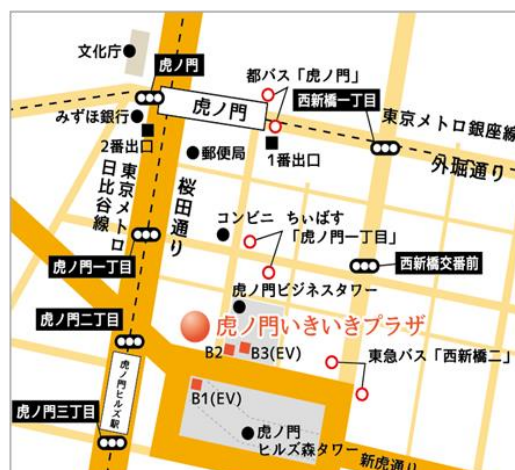 文化庁
虎ノ門
都バス「虎ノ門」
西新橋一丁目
虎ノ門
みずほ銀行
2番出口
郵便局
1番出口
東京メトロ銀座線
外堀通り
東京メトロ
日比谷線
桜田通り
コンビニ
ちぃばす
「虎ノ門一丁目」
虎ノ門一丁目
西新橋交番前
虎ノ門ビジネスタワー
虎ノ門二丁目
虎ノ門いきいきプラザ
B2
B3(EV)
東急バス「西新橋二」
虎ノ門ヒルズ駅
B1(EV)
虎ノ門三丁目
虎ノ門
ヒルズ森タワー
新虎通り